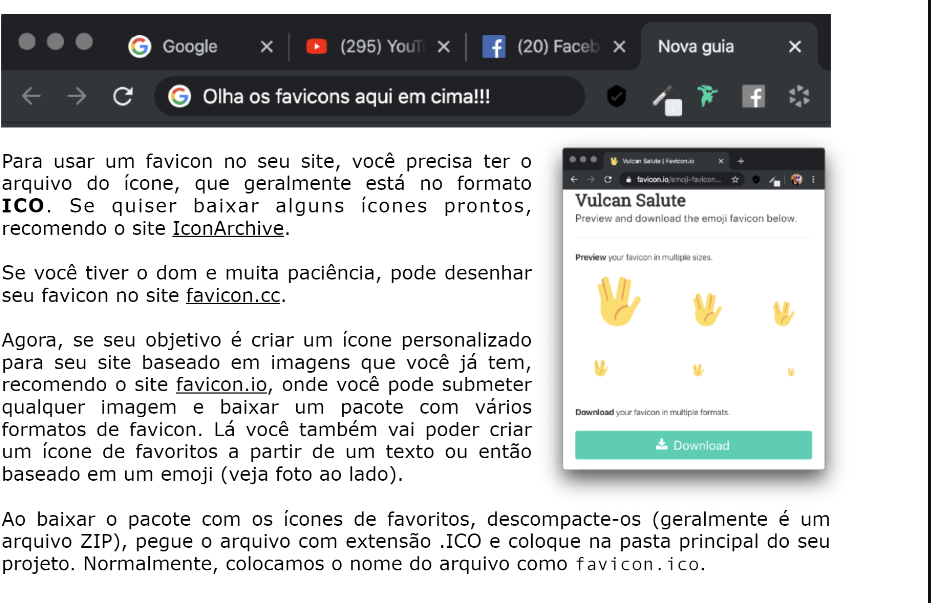 Google
(295) YouT
(20) Faceb
Nova guia
Olha os favicons aqui em cima!!!
Para usar um favicon no seu site, você precisa ter o
arquivo do ícone, que geralmente está no formato
ICO. Se quiser baixar alguns ícones prontos,
recomendo o site IconArchive.
Se você tiver o dom e muita paciência, pode desenhar
seu favicon no site favicon.cc.
Agora, se seu objetivo é criar um ícone personalizado
para seu site baseado em imagens que você já tem,
recomendo o site favicon.io, onde você pode submeter
qualquer imagem e baixar um pacote com vários
formatos de favicon. Lá você também vai poder criar
um ícone de favoritos a partir de um texto ou então
baseado em um emoji (veja foto ao lado).
Vulcan Salute | Favicon.io
favicon.io/emoji-favicon...
Vulcan Salute
Preview and download the emoji favicon below.
Preview your favicon in multiple sizes.
Download your favicon in multiple formats.
Download
Ao baixar o pacote com os ícones de favoritos, descompacte-os (geralmente é um
arquivo ZIP), pegue o arquivo com extensão .ICO e coloque na pasta principal do seu
projeto. Normalmente, colocamos o nome do arquivo como favicon.ico.